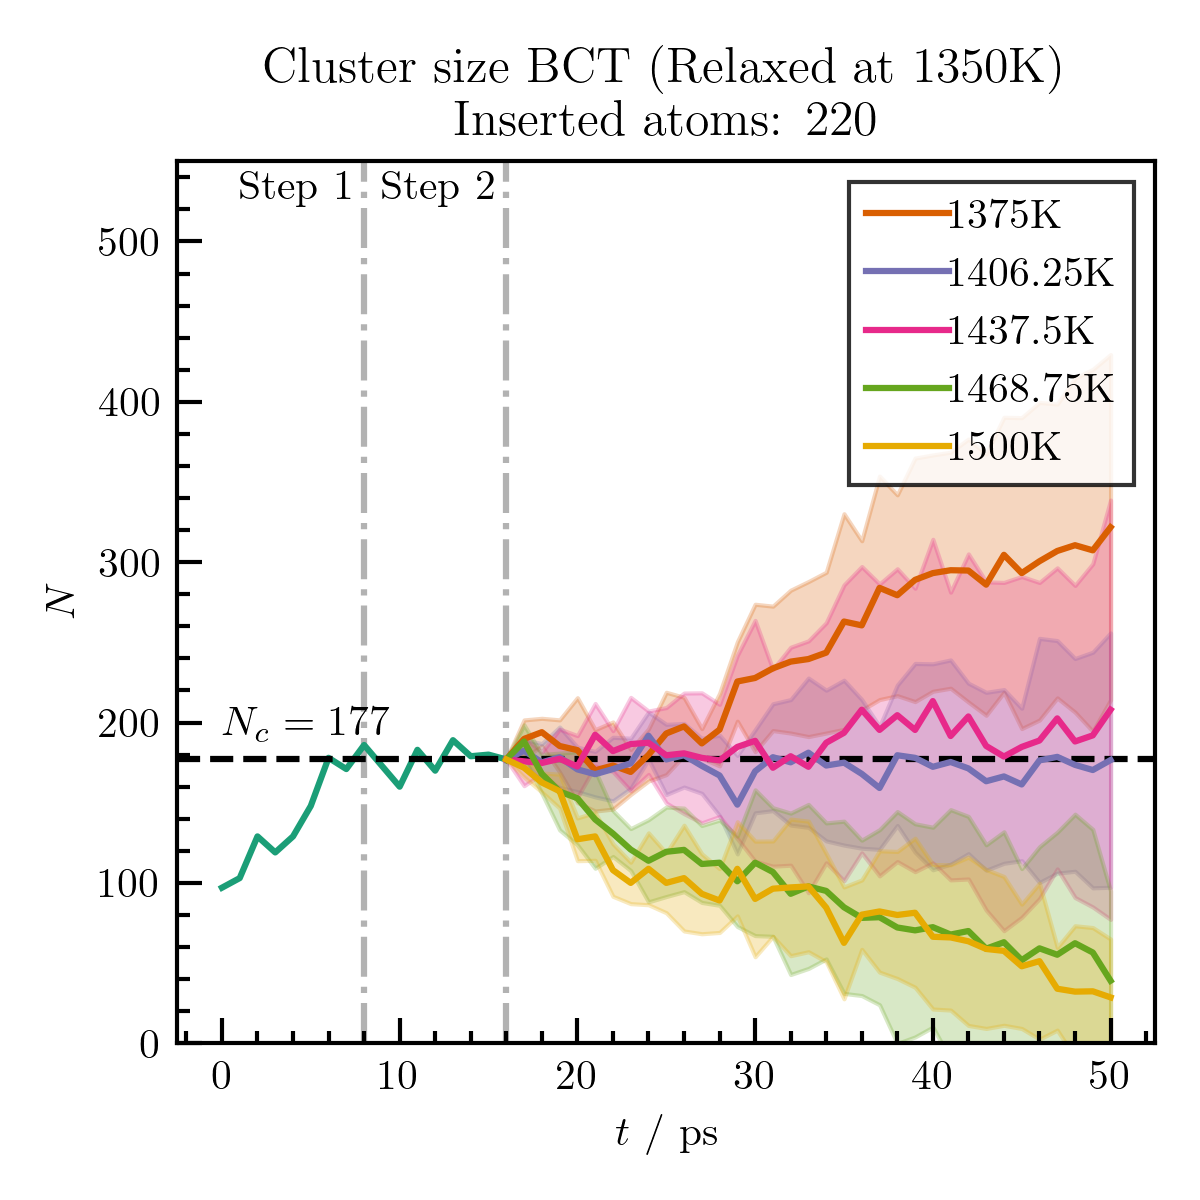 Cluster size BCT (Relaxed at 1350K)
Inserted atoms: 220
Step 1
Step 2
1375K
1406.25K
1437.5K
1468.75K
1500K
500
400
300
200
100
0
N
N_c = 177
0
10
20
30
40
50
t / ps